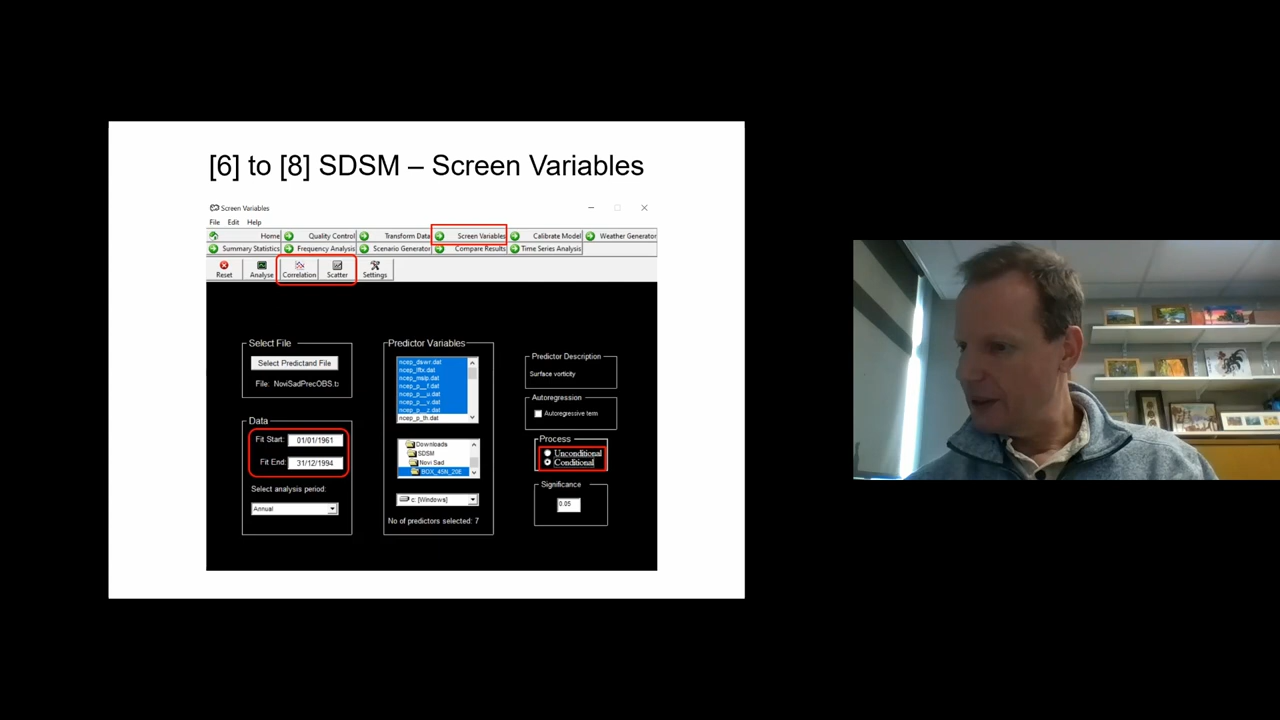 [6] to [8] SDSM – Screen Variables
Screen Variables
File Edit Help
Home Quality Control Transform Data Screen Variables Calibrate Model Weather Generator
Summary Statistics Frequency Analysis Scenario Generator Compare Results Time Series Analysis
Reset Analyse Correlation Scatter Settings
Select File
Select Predictand File
File: NoviSadPrecOBS.t
Data
Fit Start: 01/01/1961
Fit End: 31/12/1994
Select analysis period:
Annual
Predictor Variables
ncep_dswr.dat
ncep_lftx.dat
ncep_mslp.dat
ncep_p__f.dat
ncep_p__u.dat
ncep_p__v.dat
ncep_p__z.dat
ncep_p_th.dat
Downloads
SDSM
Novi Sad
BOX_45N_20E
c: [Windows]
No of predictors selected: 7
Predictor Description
Surface vorticity
Autoregression
Autoregressive term
Process
Unconditional
Conditional
Significance
0.05